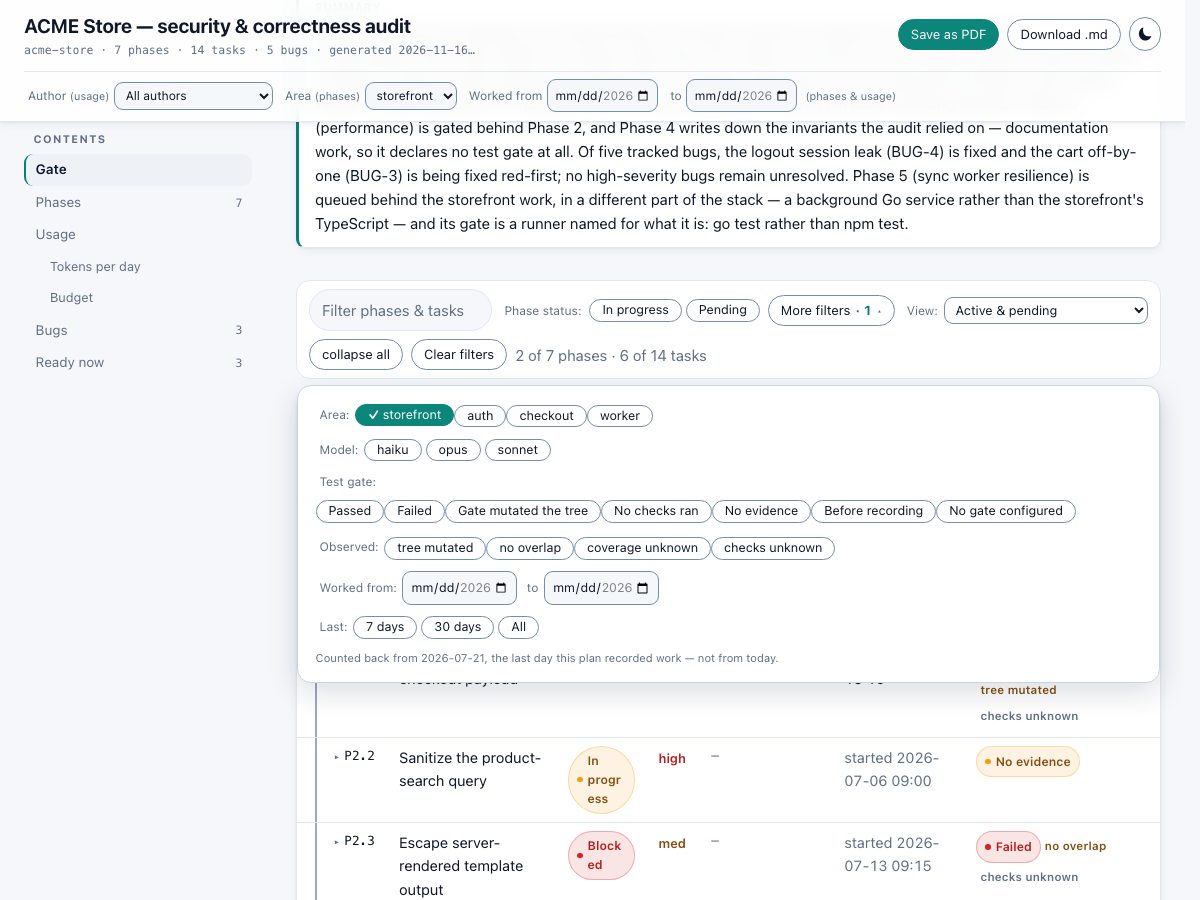 ACME Store — security & correctness audit
acme-store · 7 phases · 14 tasks · 5 bugs · generated 2026-11-16…
Save as PDF
Download .md
Author (usage) All authors Area (phases) storefront Worked from mm/dd/2026 to mm/dd/2026 (phases & usage)
CONTENTS
Gate
Phases 7
Usage
Tokens per day
Budget
Bugs 3
Ready now 3
(performance) is gated behind Phase 2, and Phase 4 writes down the invariants the audit relied on — documentation
work, so it declares no test gate at all. Of five tracked bugs, the logout session leak (BUG-4) is fixed and the cart off-by-
one (BUG-3) is being fixed red-first; no high-severity bugs remain unresolved. Phase 5 (sync worker resilience) is
queued behind the storefront work, in a different part of the stack — a background Go service rather than the storefront's
TypeScript — and its gate is a runner named for what it is: go test rather than npm test.
Filter phases & tasks Phase status: In progress Pending More filters · 1 · View: Active & pending
collapse all Clear filters 2 of 7 phases · 6 of 14 tasks
Area: ✓ storefront auth checkout worker
Model: haiku opus sonnet
Test gate:
Passed Failed Gate mutated the tree No checks ran No evidence Before recording No gate configured
Observed: tree mutated no overlap coverage unknown checks unknown
Worked from: mm/dd/2026 to mm/dd/2026
Last: 7 days 30 days All
Counted back from 2026-07-21, the last day this plan recorded work — not from today.
tree mutated
checks unknown
▸ P2.2 Sanitize the product- In high — started 2026- No evidence
search query progr 07-06 09:00
ess
▸ P2.3 Escape server- Block med — started 2026- Failed no overlap
rendered template ed 07-13 09:15 checks unknown
output